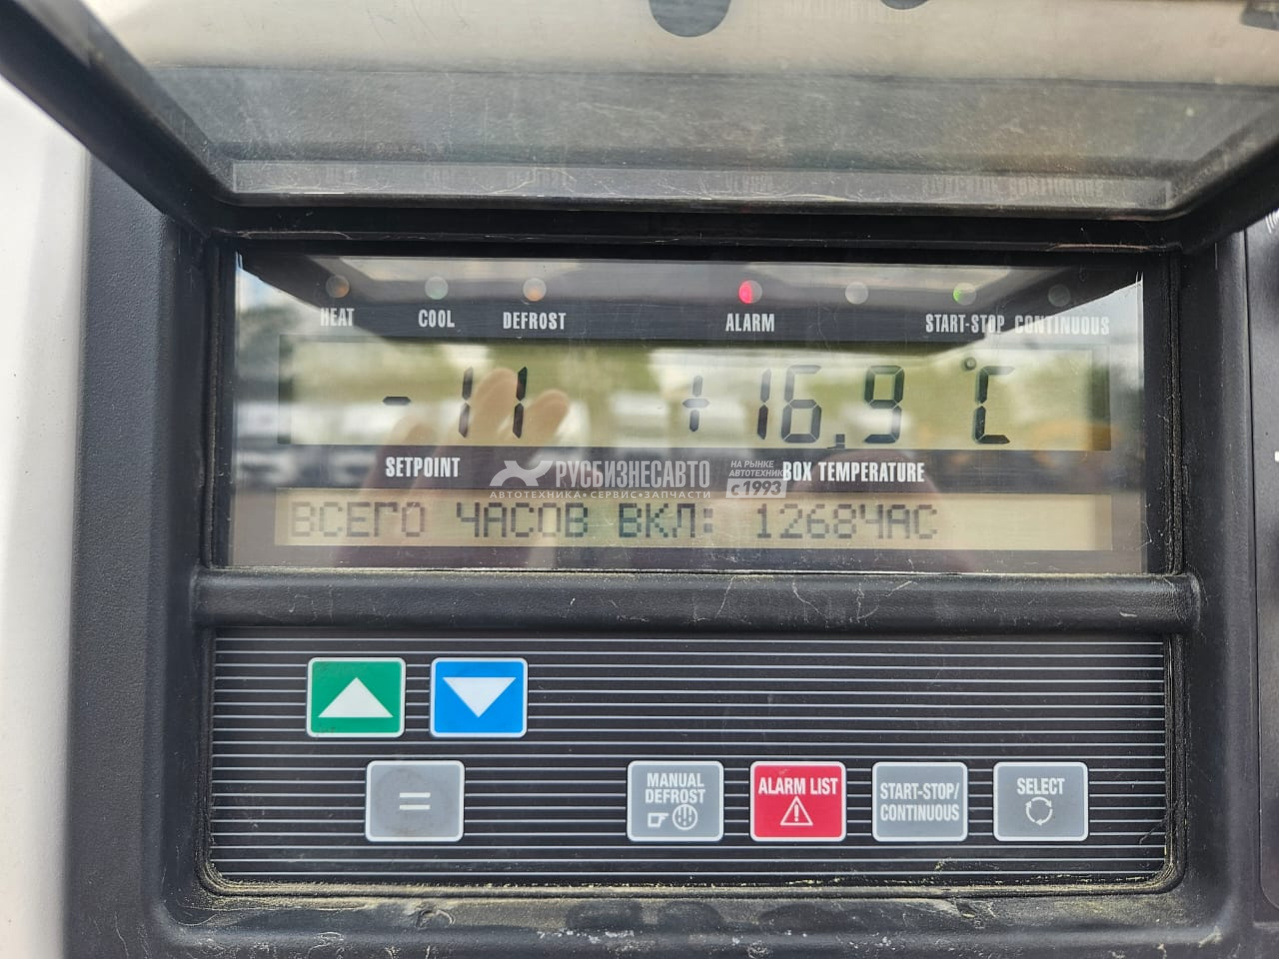 HEAT COOL DEFROST ALARM START-STOP CONTINUOUS
-11 +16.9 °C
SETPOINT BOX TEMPERATURE
РУСБИЗНЕСАВТО
АВТОТЕХНИКА•СЕРВИС•ЗАПЧАСТИ
НА РЫНКЕ
АВТОТЕХНИКИ
с 1993
ВСЕГО ЧАСОВ ВКЛ: 1268ЧАС
=
MANUAL
DEFROST
ALARM LIST
START-STOP/
CONTINUOUS
SELECT